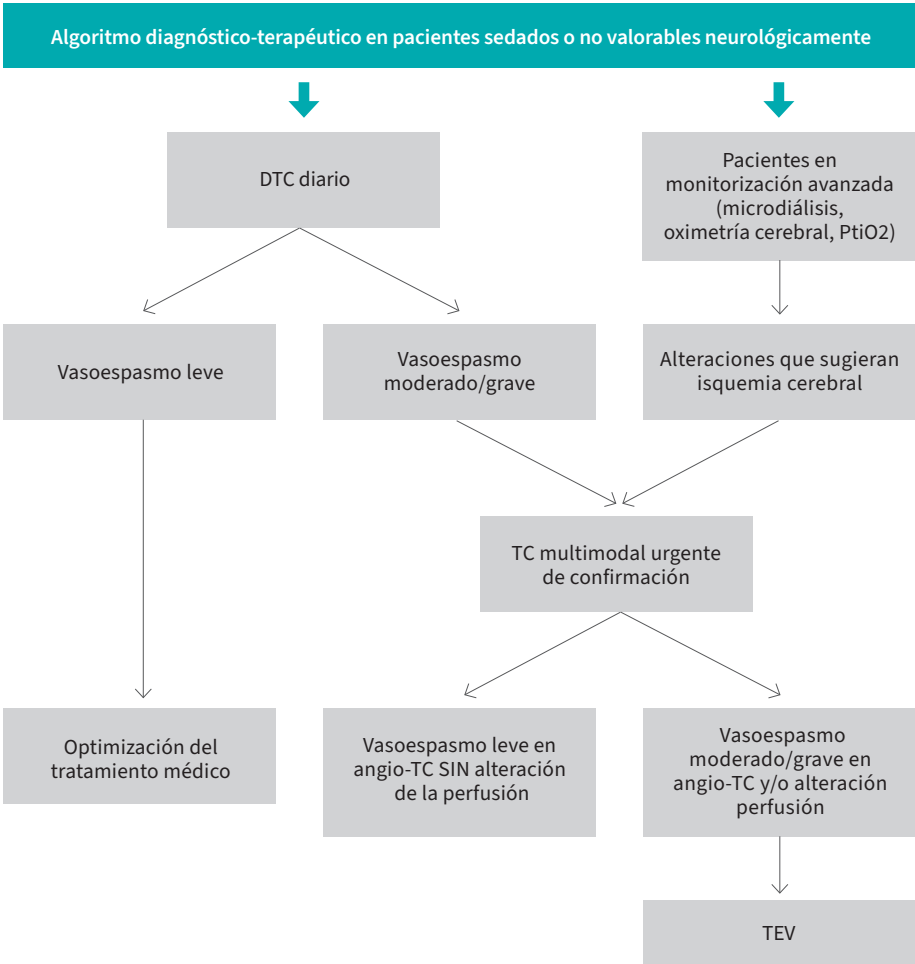 Algoritmo diagnóstico-terapéutico en pacientes sedados o no valorables neurológicamente
DTC diario
Pacientes en
monitorización avanzada
(microdiálisis,
oximetría cerebral, PtiO2)
Vasoespasmo leve
Vasoespasmo
moderado/grave
Alteraciones que sugieran
isquemia cerebral
TC multimodal urgente
de confirmación
Optimización del
tratamiento médico
Vasoespasmo leve en
angio-TC SIN alteración
de la perfusión
Vasoespasmo
moderado/grave en
angio-TC y/o alteración
perfusión
TEV